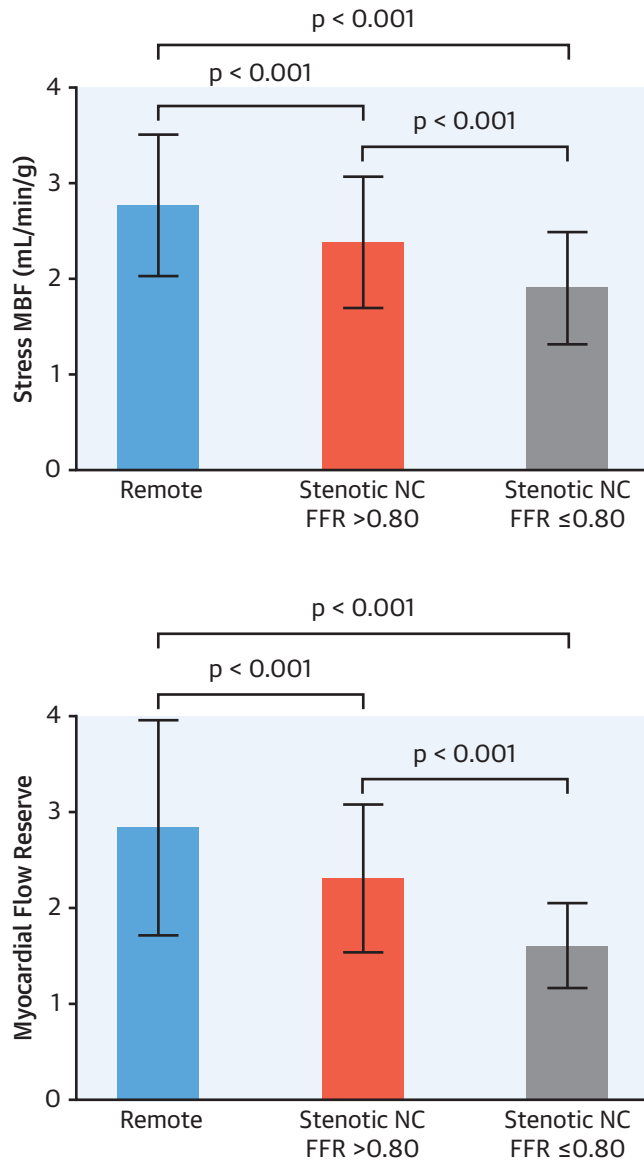 p < 0.001
p < 0.001
p < 0.001
Stress MBF (mL/min/g)
4
3
2
1
0
Remote
Stenotic NC
FFR >0.80
Stenotic NC
FFR ≤0.80
p < 0.001
p < 0.001
p < 0.001
Myocardial Flow Reserve
4
3
2
1
0
Remote
Stenotic NC
FFR >0.80
Stenotic NC
FFR ≤0.80